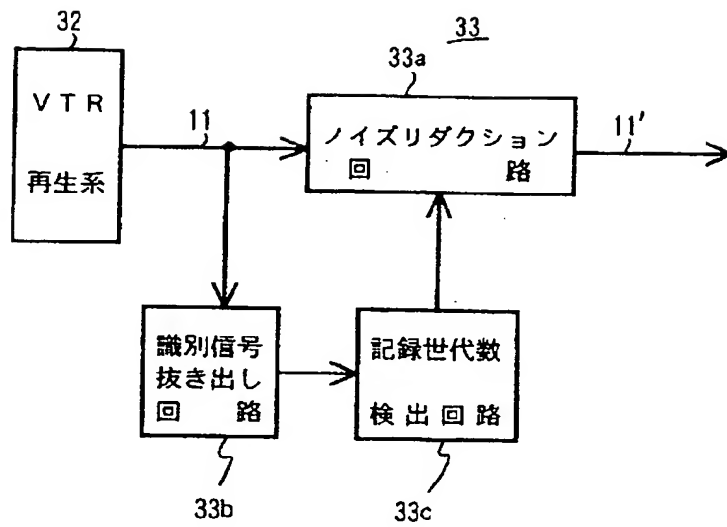 32
VTR
再生系
11
33
33a
ノイズリダクション
回路
11'
識別信号
抜き出し
回路
33b
記録世代数
検出回路
33c